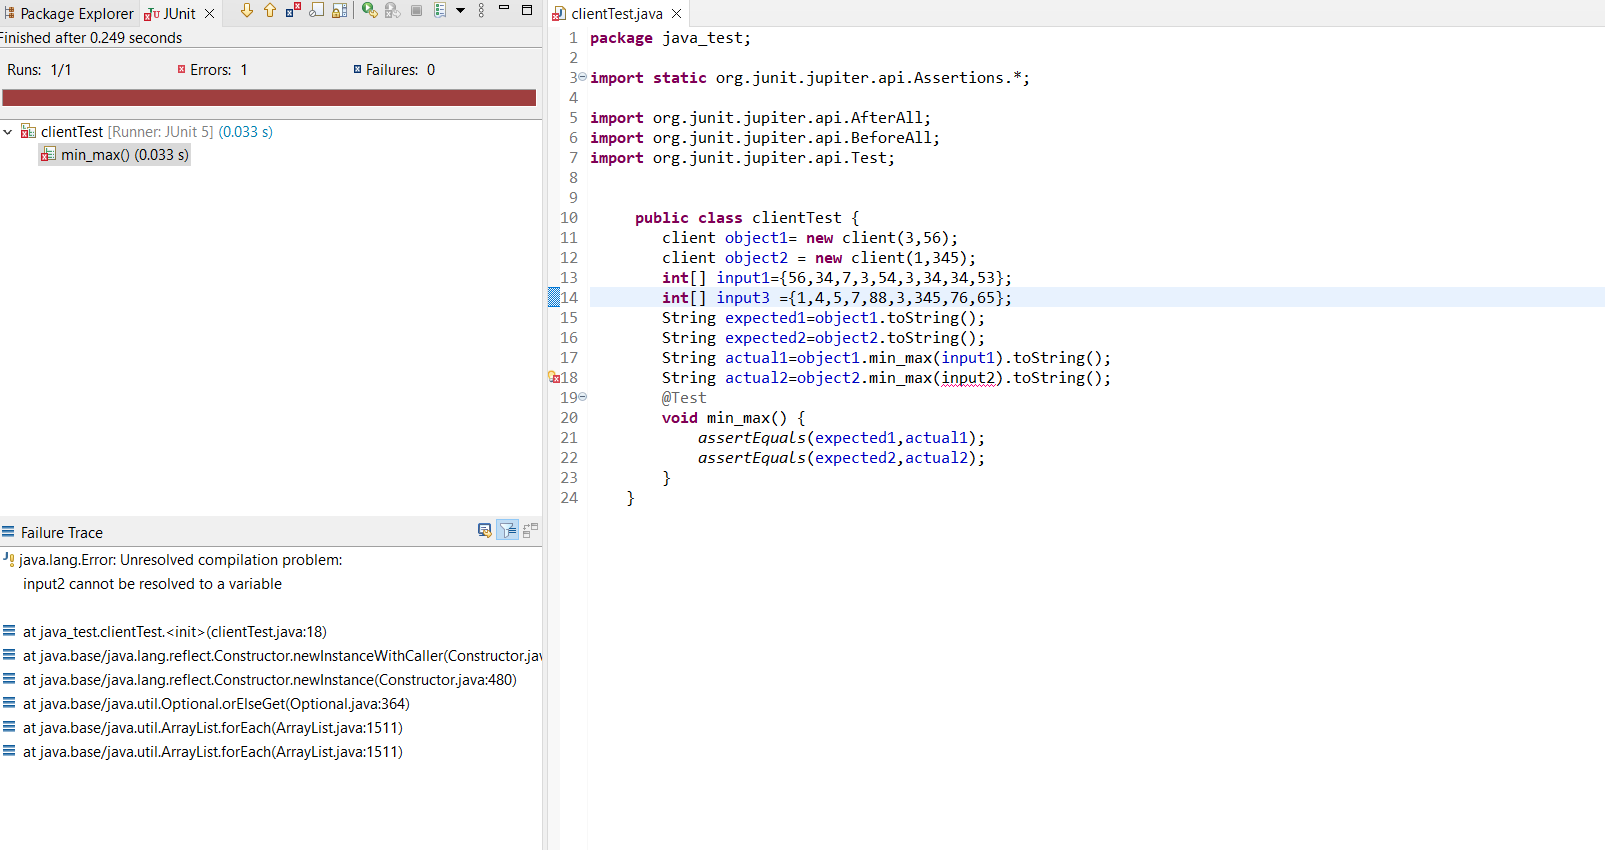 Package Explorer JUnit
Finished after 0.249 seconds
Runs: 1/1 Errors: 1 Failures: 0
clientTest [Runner: JUnit 5] (0.033 s)
min_max() (0.033 s)
Failure Trace
java.lang.Error: Unresolved compilation problem:
input2 cannot be resolved to a variable
at java_test.clientTest.<init>(clientTest.java:18)
at java.base/java.lang.reflect.Constructor.newInstanceWithCaller(Constructor.jav
at java.base/java.lang.reflect.Constructor.newInstance(Constructor.java:480)
at java.base/java.util.Optional.orElseGet(Optional.java:364)
at java.base/java.util.ArrayList.forEach(ArrayList.java:1511)
at java.base/java.util.ArrayList.forEach(ArrayList.java:1511)
clientTest.java
1 package java_test;
2
3 import static org.junit.jupiter.api.Assertions.*;
4
5 import org.junit.jupiter.api.AfterAll;
6 import org.junit.jupiter.api.BeforeAll;
7 import org.junit.jupiter.api.Test;
8
9
10 public class clientTest {
11 client object1= new client(3,56);
12 client object2 = new client(1,345);
13 int[] input1={56,34,7,3,54,3,34,34,53};
14 int[] input3 ={1,4,5,7,88,3,345,76,65};
15 String expected1=object1.toString();
16 String expected2=object2.toString();
17 String actual1=object1.min_max(input1).toString();
18 String actual2=object2.min_max(input2).toString();
19 @Test
20 void min_max() {
21 assertEquals(expected1,actual1);
22 assertEquals(expected2,actual2);
23 }
24 }